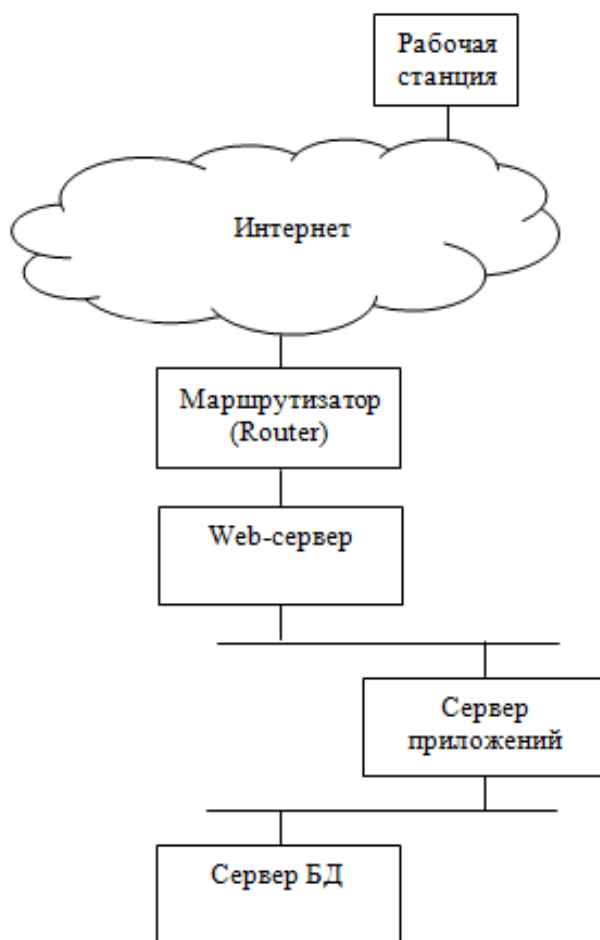 Рабочая
станция
Интернет
Маршрутизатор
(Router)
Web-сервер
Сервер
приложений
Сервер БД